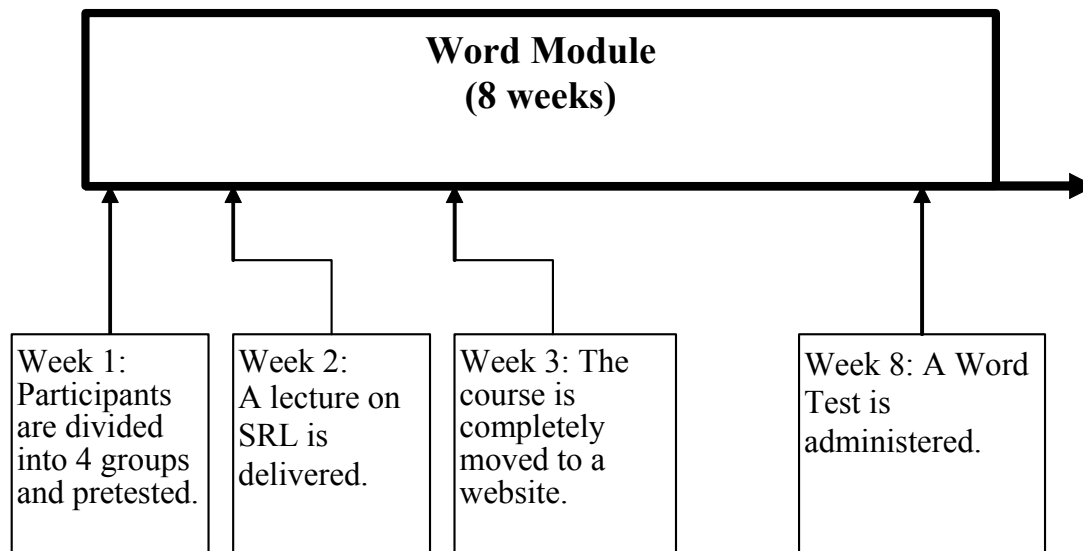 Word Module
(8 weeks)
Week 1:
Participants
are divided
into 4 groups
and pretested.
Week 2:
A lecture on
SRL is
delivered.
Week 3: The
course is
completely
moved to a
website.
Week 8: A Word
Test is
administered.